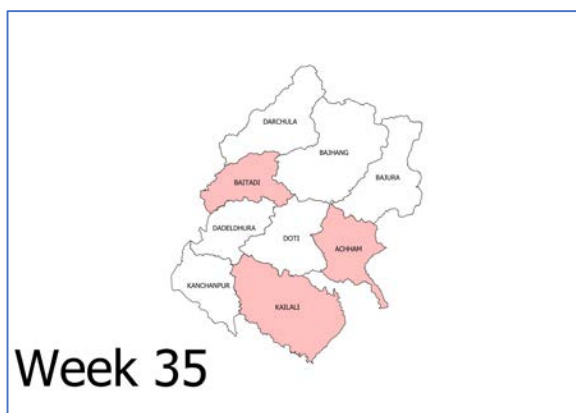 DARCHULA
BAJHANG
BAJURA
BAITADI
DADELDHURA
DOTI
ACHHAM
KANCHANPUR
KAILALI
Week 35